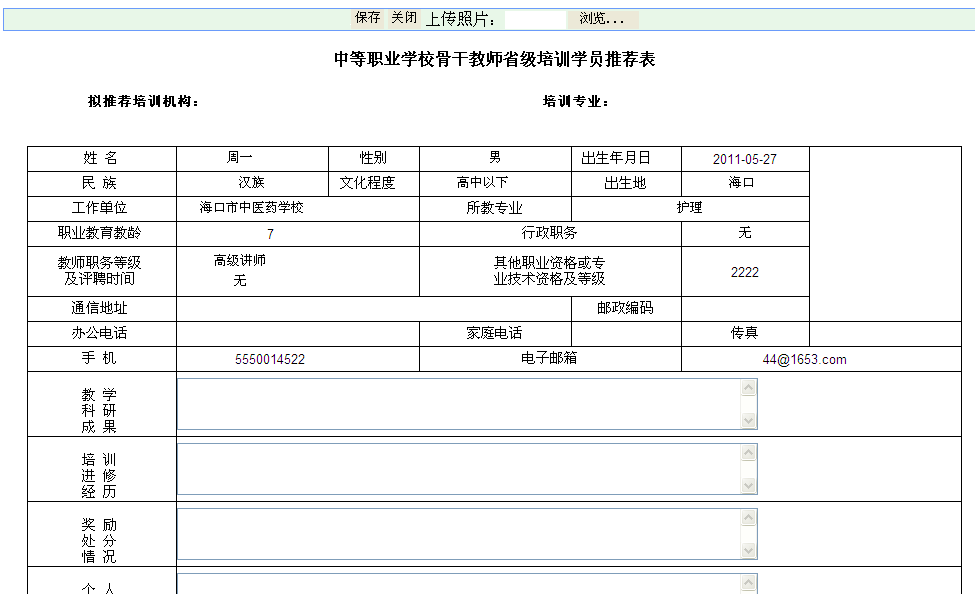 保存 关闭 上传照片： 浏览...
中等职业学校骨干教师省级培训学员推荐表
拟推荐培训机构： 培训专业：
姓 名 周一 性别 男 出生年月日 2011-05-27
民 族 汉族 文化程度 高中以下 出生地 海口
工作单位 海口市中医药学校 所教专业 护理
职业教育教龄 7 行政职务 无
教师职务等级
及评聘时间
高级讲师
无
其他职业资格或专
业技术资格及等级
2222
通信地址 邮政编码
办公电话 家庭电话 传真
手 机 5550014522 电子邮箱 44@1653.com
教 学
科 研
成 果
培 训
进 修
经 历
奖 励
处 分
情 况
个 人